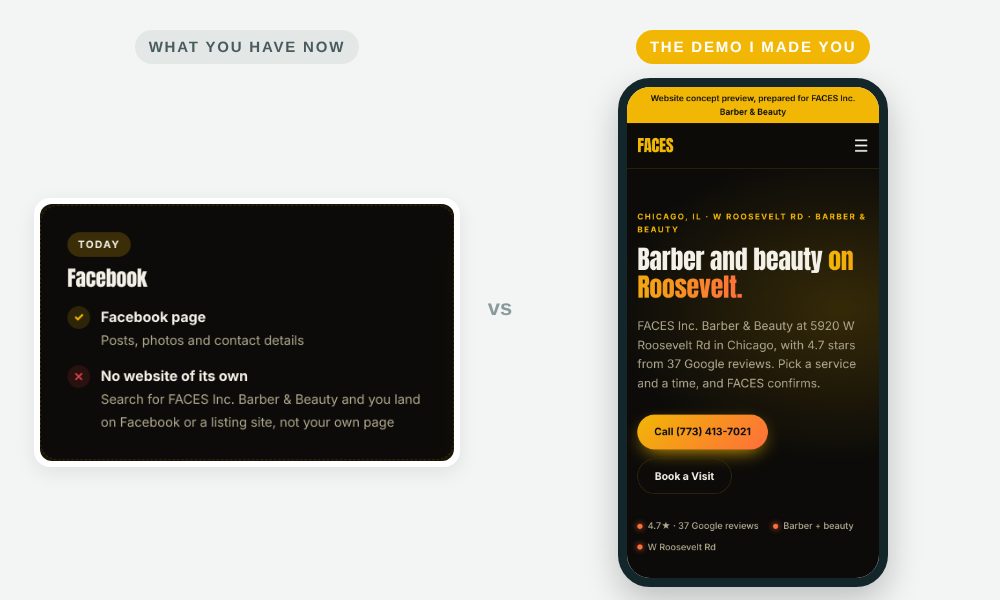 WHAT YOU HAVE NOW
TODAY
Facebook
Facebook page
Posts, photos and contact details
No website of its own
Search for FACES Inc. Barber & Beauty and you land
on Facebook or a listing site, not your own page
vs
THE DEMO I MADE YOU
Website concept preview, prepared for FACES Inc.
Barber & Beauty
FACES
CHICAGO, IL · W ROOSEVELT RD · BARBER &
BEAUTY
Barber and beauty on
Roosevelt.
FACES Inc. Barber & Beauty at 5920 W
Roosevelt Rd in Chicago, with 4.7 stars
from 37 Google reviews. Pick a service
and a time, and FACES confirms.
Call (773) 413-7021
Book a Visit
4.7★ · 37 Google reviews
Barber + beauty
W Roosevelt Rd